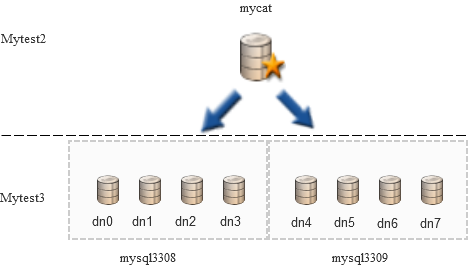 mycat
Mytest2
Mytest3
dn0 dn1 dn2 dn3 dn4 dn5 dn6 dn7
mysql3308 mysql3309